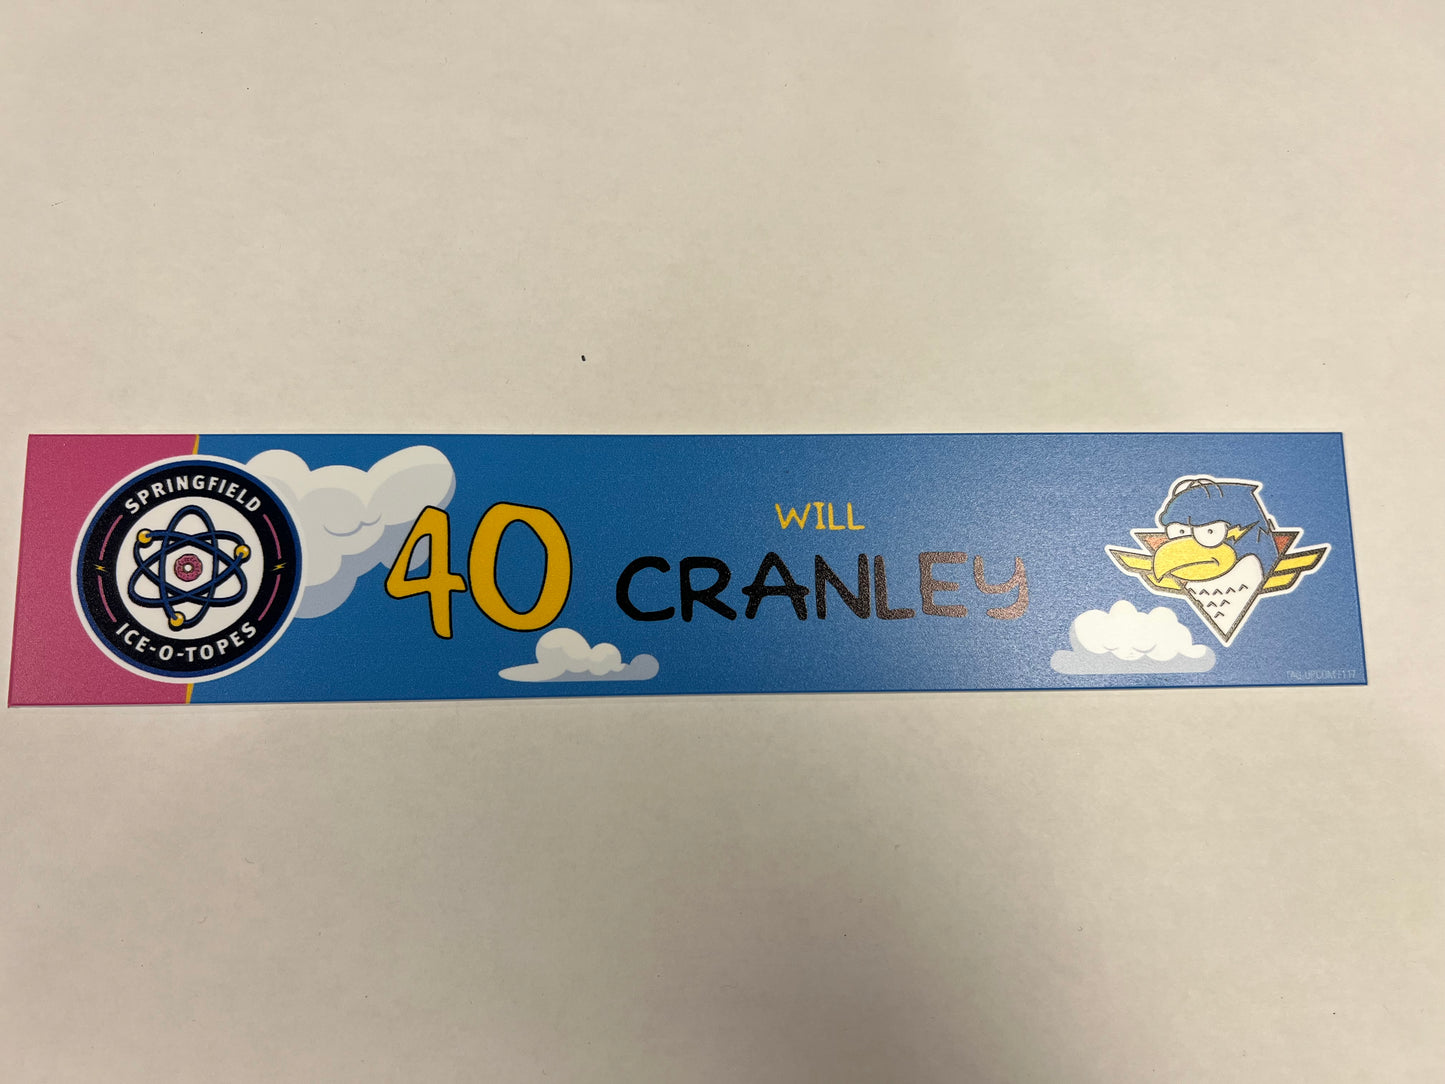 SPRINGFIELD
ICE-O-TOPES
40
WILL
CRANLEY